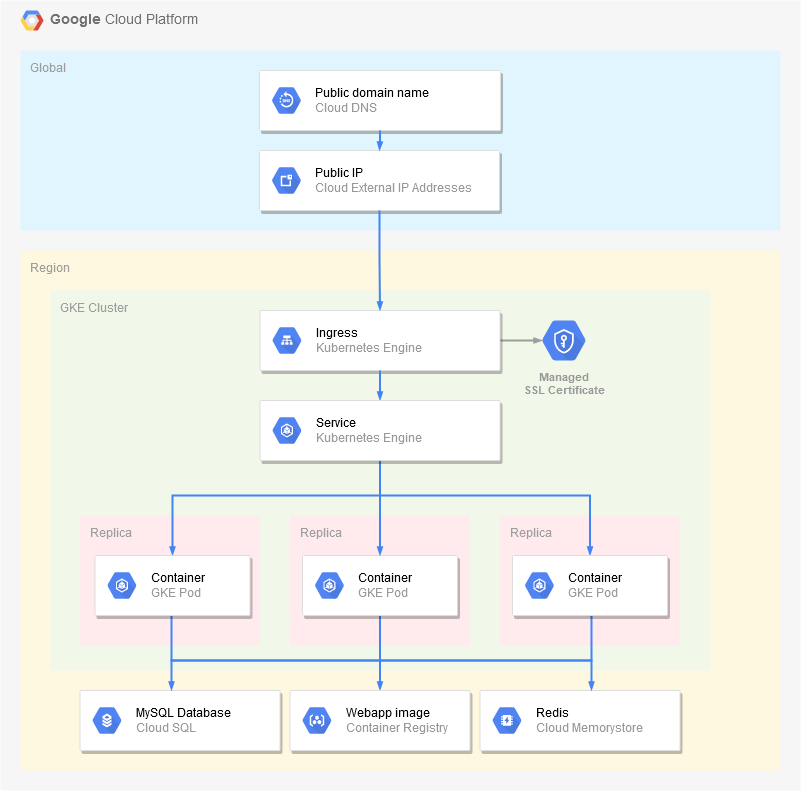 Google Cloud Platform
Global
Public domain name
Cloud DNS
Public IP
Cloud External IP Addresses
Region
GKE Cluster
Ingress
Kubernetes Engine
Managed
SSL Certificate
Service
Kubernetes Engine
Replica
Container
GKE Pod
Replica
Container
GKE Pod
Replica
Container
GKE Pod
MySQL Database
Cloud SQL
Webapp image
Container Registry
Redis
Cloud Memorystore